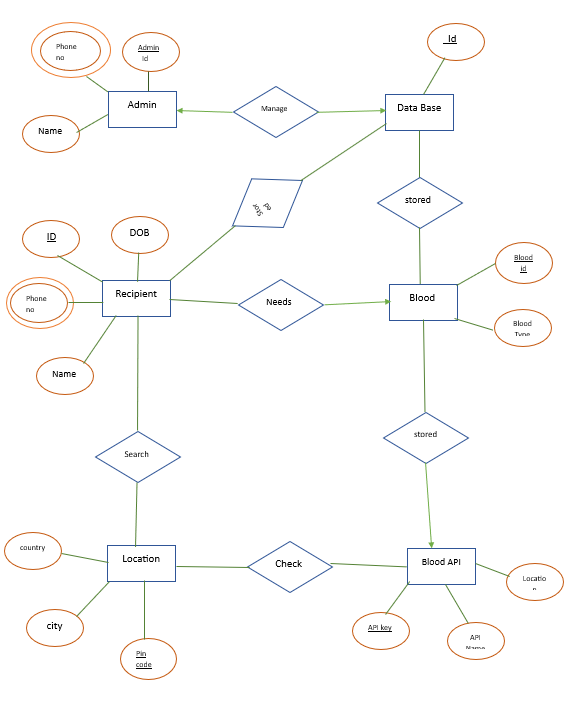 Phone
no
Admin
Id
Id
Admin
Manage
Data Base
Name
stored
Stor
ed
ID
DOB
Blood
id
Phone
no
Recipient
Needs
Blood
Blood
Type
Name
stored
Search
country
Location
Check
Blood API
Locatio
n
city
API key
API
Name
Pin
code